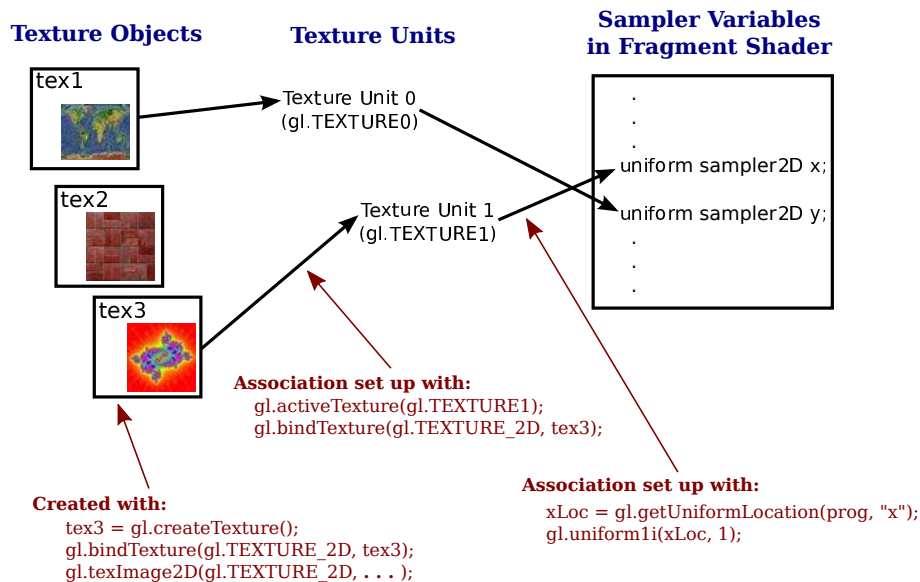 Texture Objects
Texture Units
Sampler Variables
in Fragment Shader
tex1
tex2
tex3
Texture Unit 0
(gl.TEXTURE0)
Texture Unit 1
(gl.TEXTURE1)
.
.
.
uniform sampler2D x;
uniform sampler2D y;
.
.
.
Association set up with:
gl.activeTexture(gl.TEXTURE1);
gl.bindTexture(gl.TEXTURE_2D, tex3);
Created with:
tex3 = gl.createTexture();
gl.bindTexture(gl.TEXTURE_2D, tex3);
gl.texImage2D(gl.TEXTURE_2D, . . . );
Association set up with:
xLoc = gl.getUniformLocation(prog, "x");
gl.uniform1i(xLoc, 1);